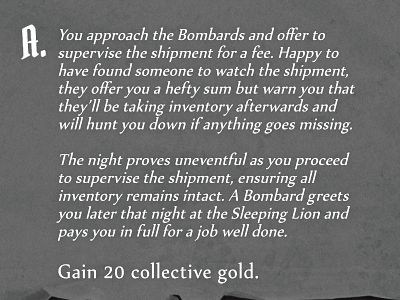 A. You approach the Bombards and offer to
supervise the shipment for a fee. Happy to
have found someone to watch the shipment,
they offer you a hefty sum but warn you that
they'll be taking inventory afterwards and
will hunt you down if anything goes missing.
The night proves uneventful as you proceed
to supervise the shipment, ensuring all
inventory remains intact. A Bombard greets
you later that night at the Sleeping Lion and
pays you in full for a job well done.
Gain 20 collective gold.